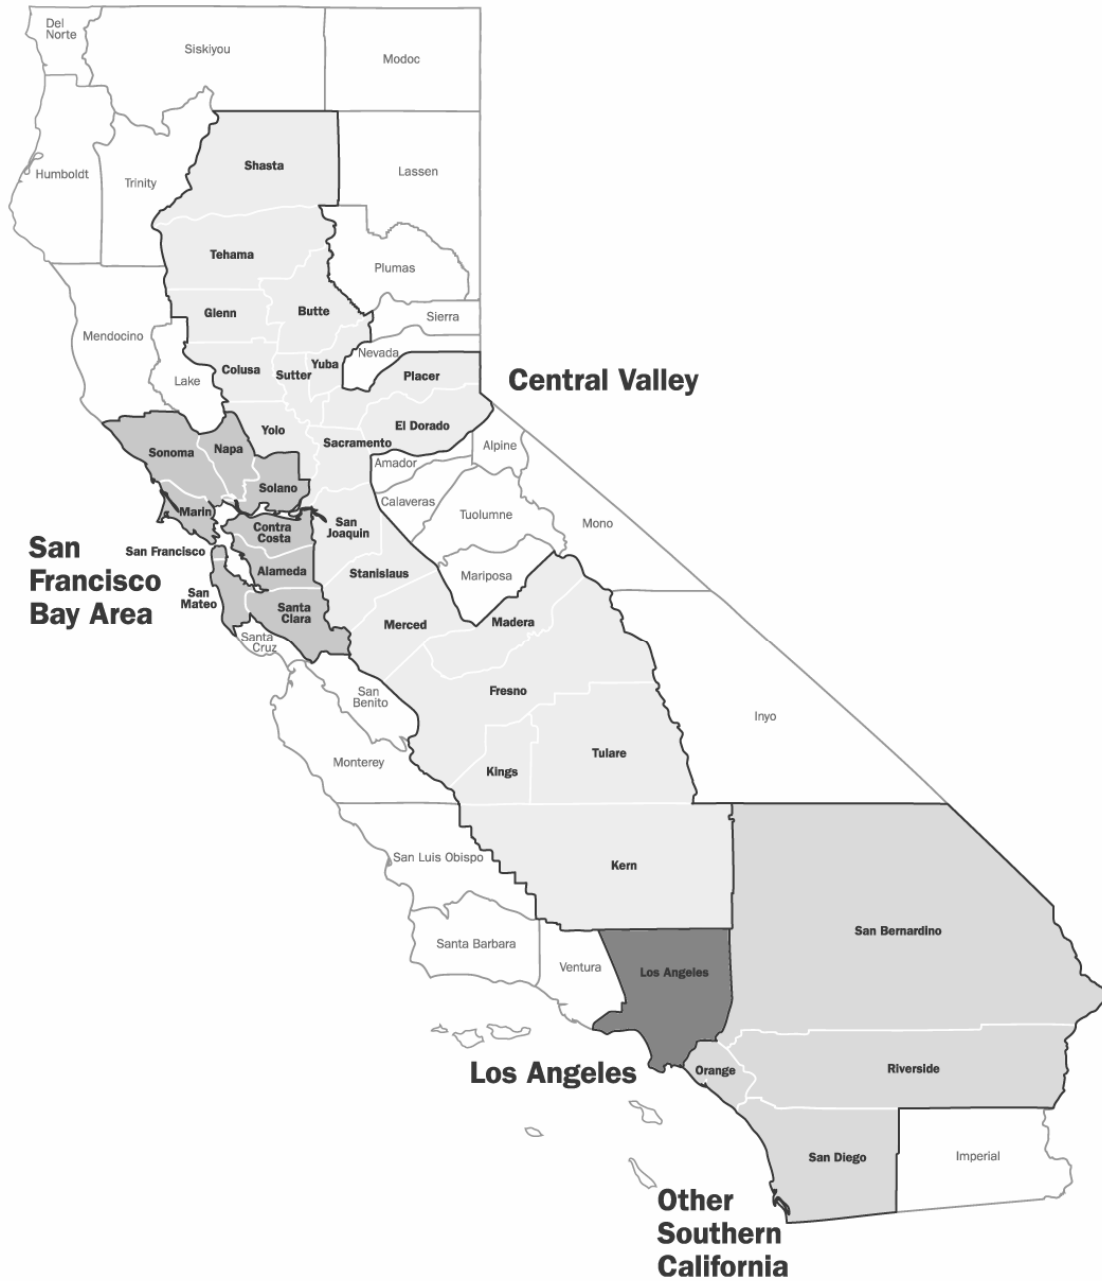 Del
Norte
Siskiyou
Modoc
Shasta
Humboldt
Trinity
Lassen
Tehama
Plumas
Glenn
Butte
Sierra
Mendocino
Nevada
Lake
Colusa
Sutter
Yuba
Placer
Central Valley
El Dorado
Yolo
Sacramento
Sonoma
Napa
Alpine
Amador
Solano
Calaveras
Marin
Tuolumne
Mono
Contra
Costa
San
Joaquin
San Francisco
San
Francisco
Bay Area
Alameda
Stanislaus
Mariposa
San
Mateo
Santa
Clara
Merced
Madera
Santa
Cruz
San
Benito
Fresno
Inyo
Monterey
Kings
Tulare
San Luis Obispo
Kern
San Bernardino
Santa Barbara
Ventura
Los Angeles
Los Angeles
Orange
Riverside
San Diego
Imperial
Other
Southern
California